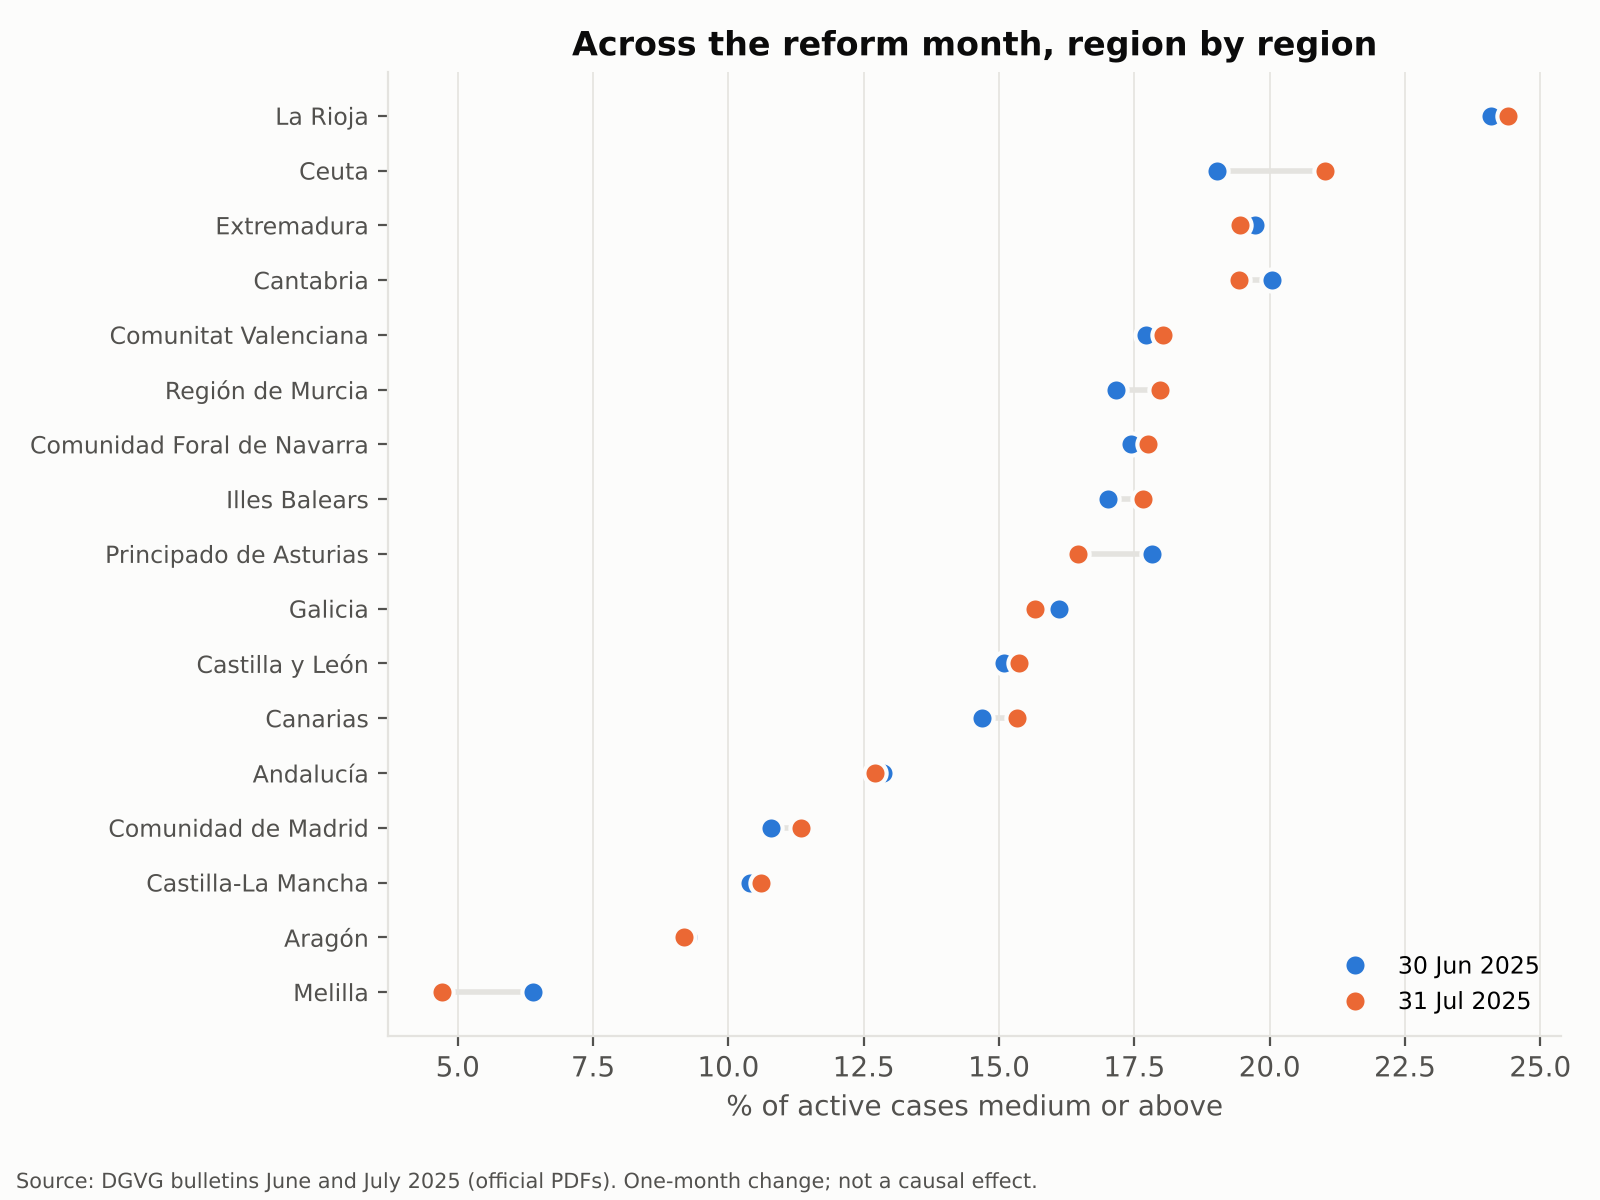 Across the reform month, region by region
La Rioja
Ceuta
Extremadura
Cantabria
Comunitat Valenciana
Región de Murcia
Comunidad Foral de Navarra
Illes Balears
Principado de Asturias
Galicia
Castilla y León
Canarias
Andalucía
Comunidad de Madrid
Castilla-La Mancha
Aragón
Melilla
30 Jun 2025
31 Jul 2025
5.0 7.5 10.0 12.5 15.0 17.5 20.0 22.5 25.0
% of active cases medium or above
Source: DGVG bulletins June and July 2025 (official PDFs). One-month change; not a causal effect.